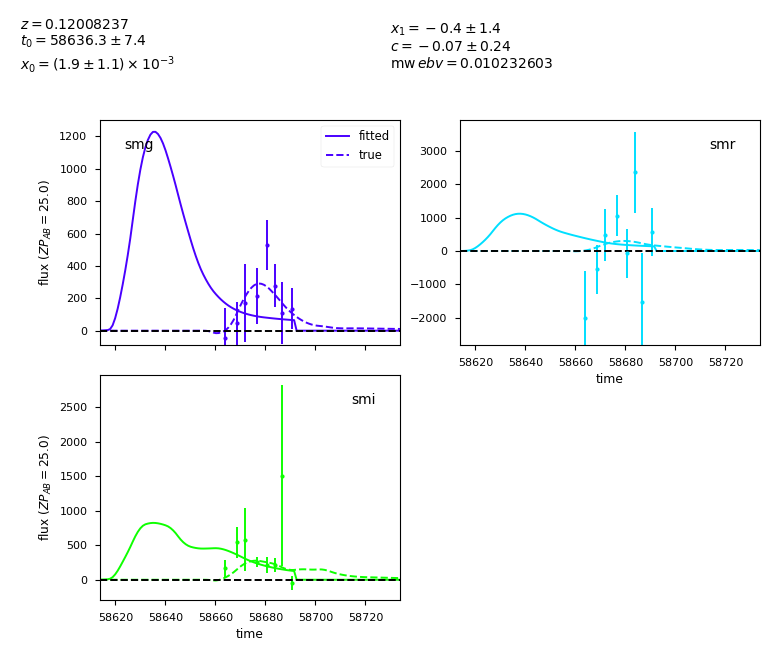 z = 0.12008237
t₀ = 58636.3 ± 7.4
x₀ = (1.9 ± 1.1) × 10⁻³
x₁ = −0.4 ± 1.4
c = −0.07 ± 0.24
mw ebv = 0.010232603
smg
fitted
true
flux (ZP_AB = 25.0)
1200
1000
800
600
400
200
0
smr
3000
2000
1000
0
−1000
−2000
58620 58640 58660 58680 58700 58720
time
smi
flux (ZP_AB = 25.0)
2500
2000
1500
1000
500
0
58620 58640 58660 58680 58700 58720
time